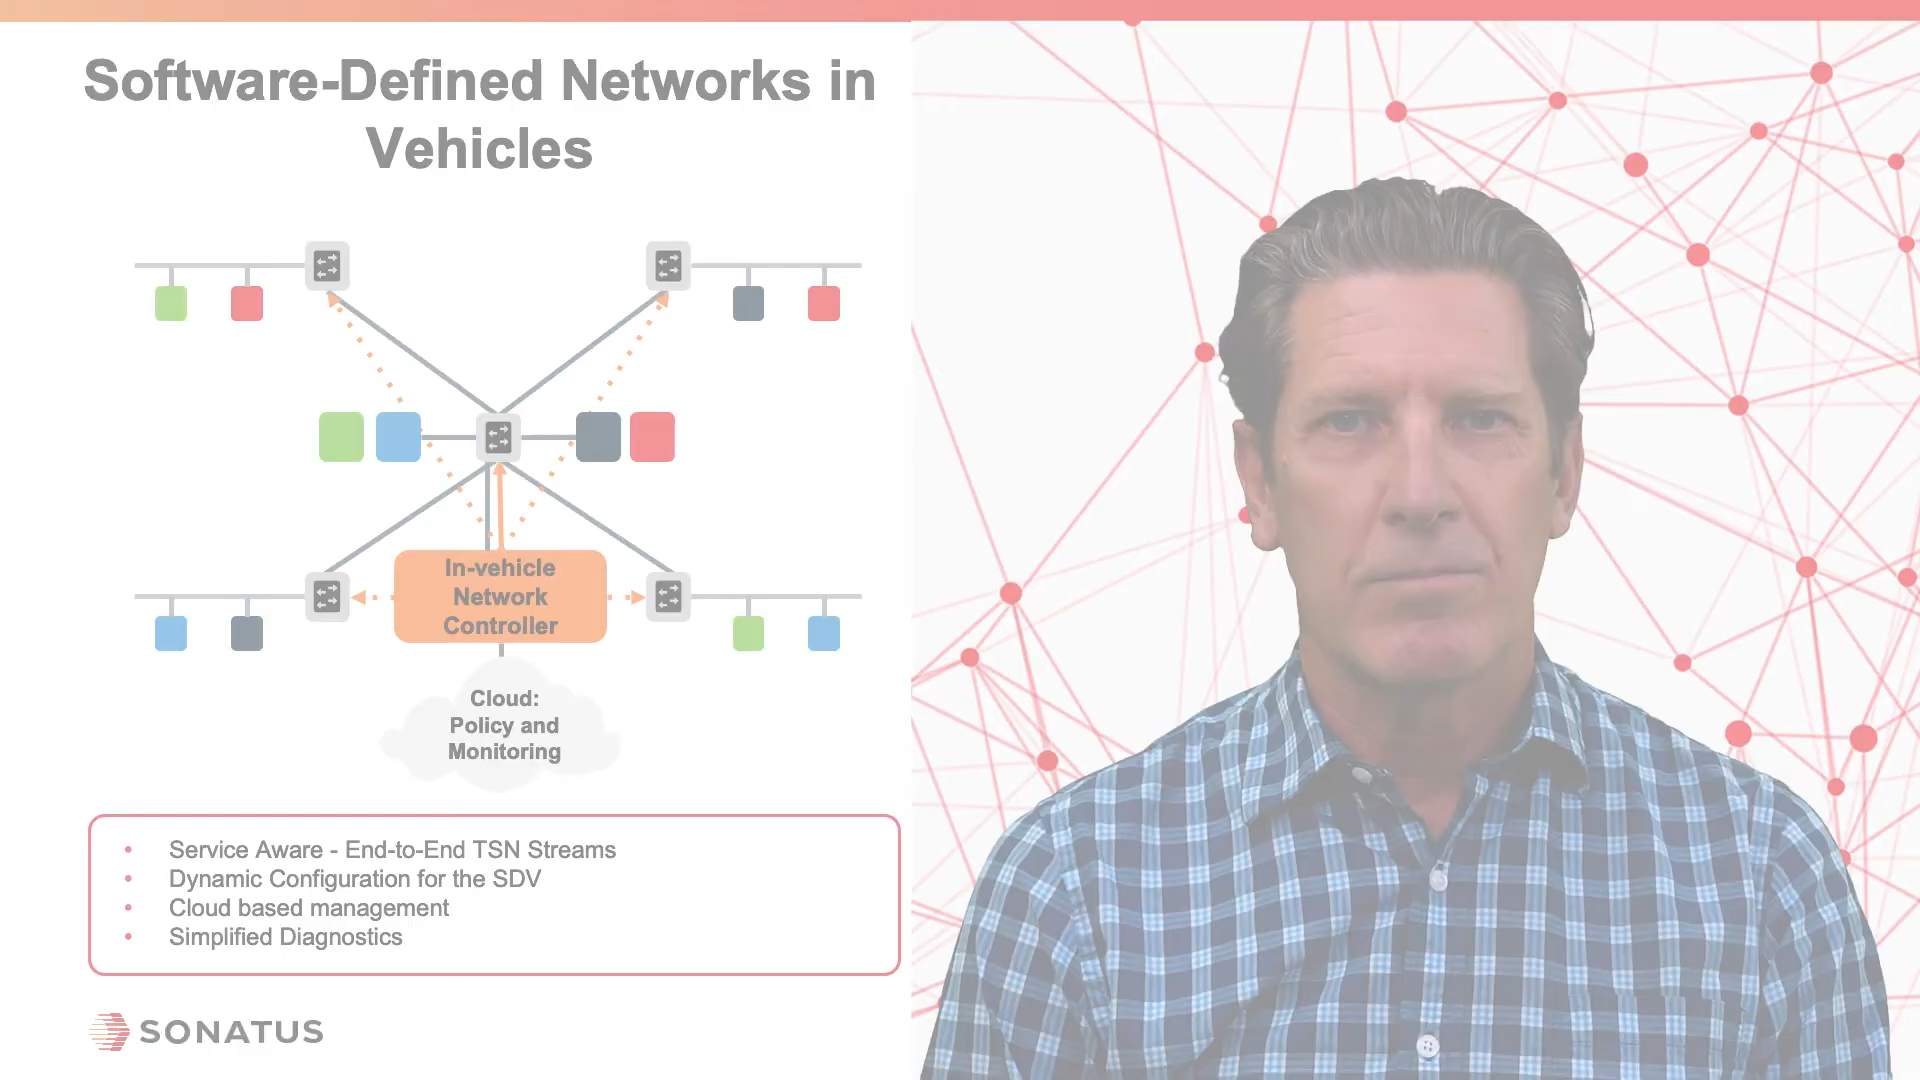 Software-Defined Networks in
Vehicles
In-vehicle
Network
Controller
Cloud:
Policy and
Monitoring
• Service Aware - End-to-End TSN Streams
• Dynamic Configuration for the SDV
• Cloud based management
• Simplified Diagnostics
SONATUS